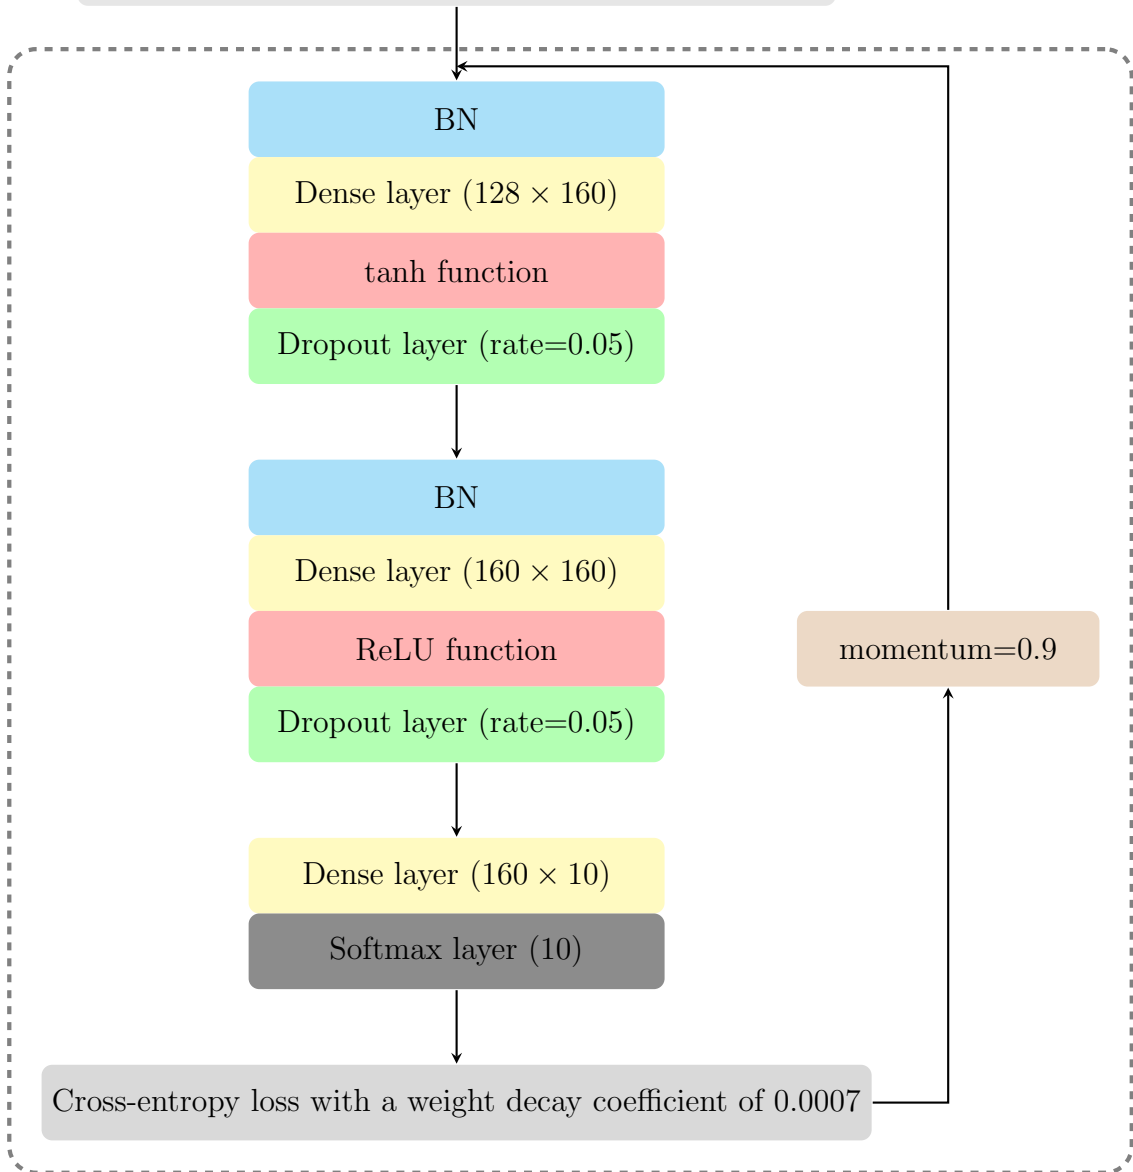 BN
Dense layer (128 × 160)
tanh function
Dropout layer (rate=0.05)
BN
Dense layer (160 × 160)
ReLU function
momentum=0.9
Dropout layer (rate=0.05)
Dense layer (160 × 10)
Softmax layer (10)
Cross-entropy loss with a weight decay coefficient of 0.0007